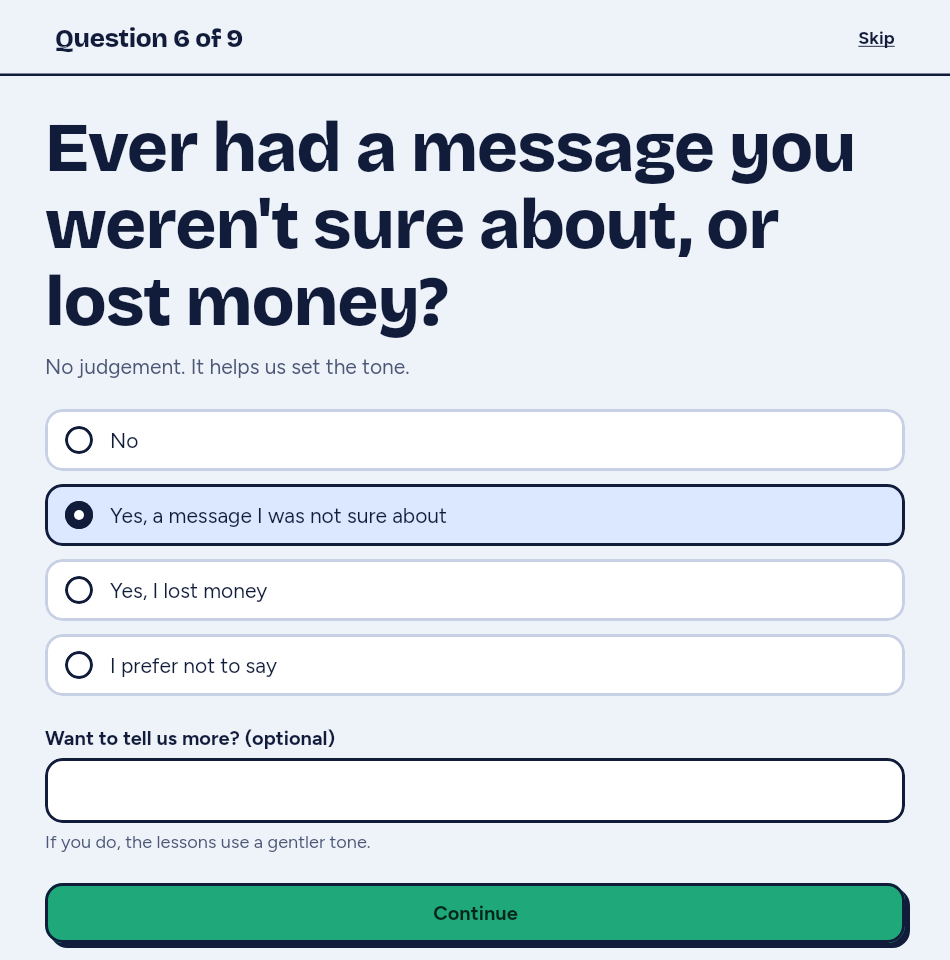 Question 6 of 9
Skip
Ever had a message you
weren't sure about, or
lost money?
No judgement. It helps us set the tone.
No
Yes, a message I was not sure about
Yes, I lost money
I prefer not to say
Want to tell us more? (optional)
If you do, the lessons use a gentler tone.
Continue